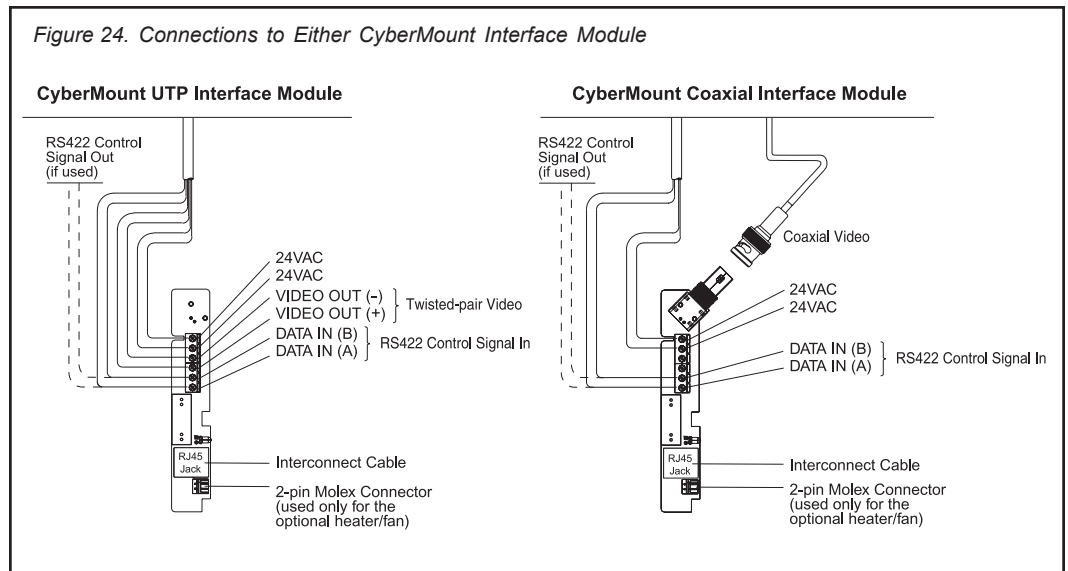 Figure 24. Connections to Either CyberMount Interface Module
CyberMount UTP Interface Module
RS422 Control
Signal Out
(if used)
24VAC
24VAC
VIDEO OUT (-)
VIDEO OUT (+)
Twisted-pair Video
DATA IN (B)
DATA IN (A)
RS422 Control Signal In
RJ45
Jack
Interconnect Cable
2-pin Molex Connector
(used only for the
optional heater/fan)
CyberMount Coaxial Interface Module
RS422 Control
Signal Out
(if used)
Coaxial Video
24VAC
24VAC
DATA IN (B)
DATA IN (A)
RS422 Control Signal In
RJ45
Jack
Interconnect Cable
2-pin Molex Connector
(used only for the
optional heater/fan)